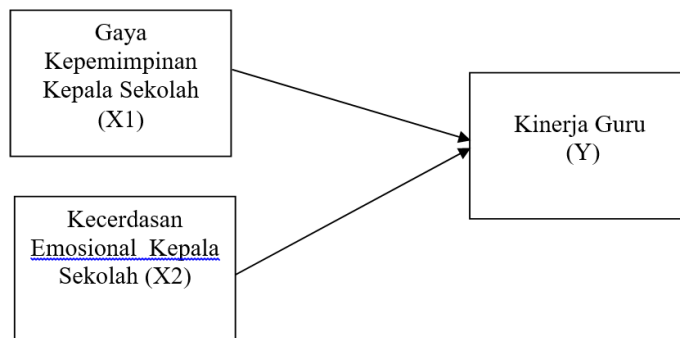 Gaya
Kepemimpinan
Kepala Sekolah
(X1)
Kinerja Guru
(Y)
Kecerdasan
Emosional Kepala
Sekolah (X2)